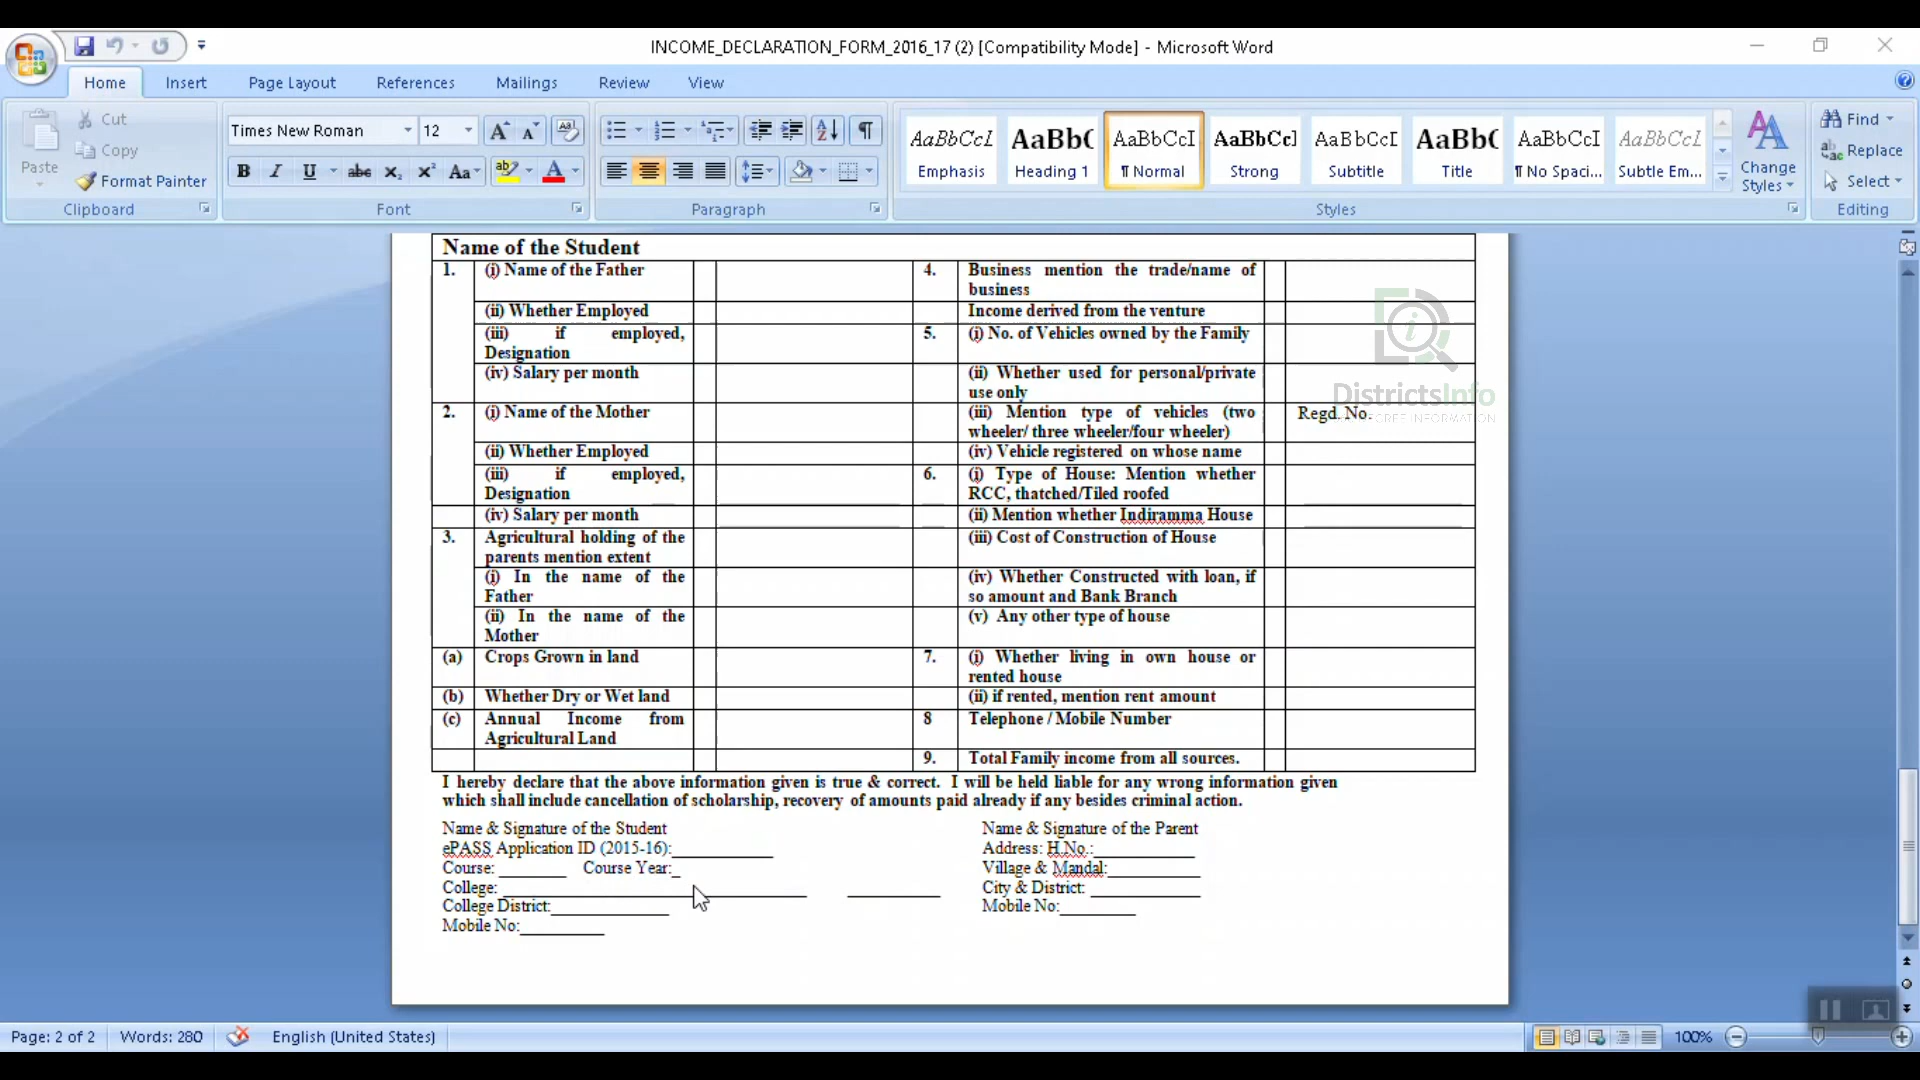 INCOME_DECLARATION_FORM_2016_17 (2) [Compatibility Mode] - Microsoft Word
Home Insert Page Layout References Mailings Review View
Paste
Cut
Copy
Format Painter
Clipboard
Times New Roman 12
Font
Paragraph
AaBbCcI AaBbC AaBbCcI AaBbCcI AaBbCcI AaBbC AaBbCcI AaBbCcI
Emphasis Heading 1 ¶ Normal Strong Subtitle Title ¶ No Spaci... Subtle Em...
Change Styles
Styles
Find
Replace
Select
Editing
Name of the Student
1. (i) Name of the Father
4. Business mention the trade/name of
business
(ii) Whether Employed
Income derived from the venture
(iii) if employed,
Designation
5. (i) No. of Vehicles owned by the Family
(iv) Salary per month
(ii) Whether used for personal/private
use only
DistrictsInfo
2. (i) Name of the Mother
(iii) Mention type of vehicles (two
wheeler/ three wheeler/four wheeler)
Regd. No.
(ii) Whether Employed
(iv) Vehicle registered on whose name
(iii) if employed,
Designation
6. (i) Type of House: Mention whether
RCC, thatched/Tiled roofed
(iv) Salary per month
(ii) Mention whether Indiramma House
3. Agricultural holding of the
parents mention extent
(iii) Cost of Construction of House
(i) In the name of the
Father
(iv) Whether Constructed with loan, if
so amount and Bank Branch
(ii) In the name of the
Mother
(v) Any other type of house
(a) Crops Grown in land
7. (i) Whether living in own house or
rented house
(b) Whether Dry or Wet land
(ii) if rented, mention rent amount
(c) Annual Income from
Agricultural Land
8 Telephone / Mobile Number
9. Total Family income from all sources.
I hereby declare that the above information given is true & correct. I will be held liable for any wrong information given
which shall include cancellation of scholarship, recovery of amounts paid already if any besides criminal action.
Name & Signature of the Student
ePASS Application ID (2015-16):__________
Course: _______ Course Year:_
College: ______________________________ _________
College District:____________
Mobile No:_________
Name & Signature of the Parent
Address: H.No.:__________
Village & Mandal:_________
City & District: ___________
Mobile No:________
Page: 2 of 2 Words: 280 English (United States) 100%